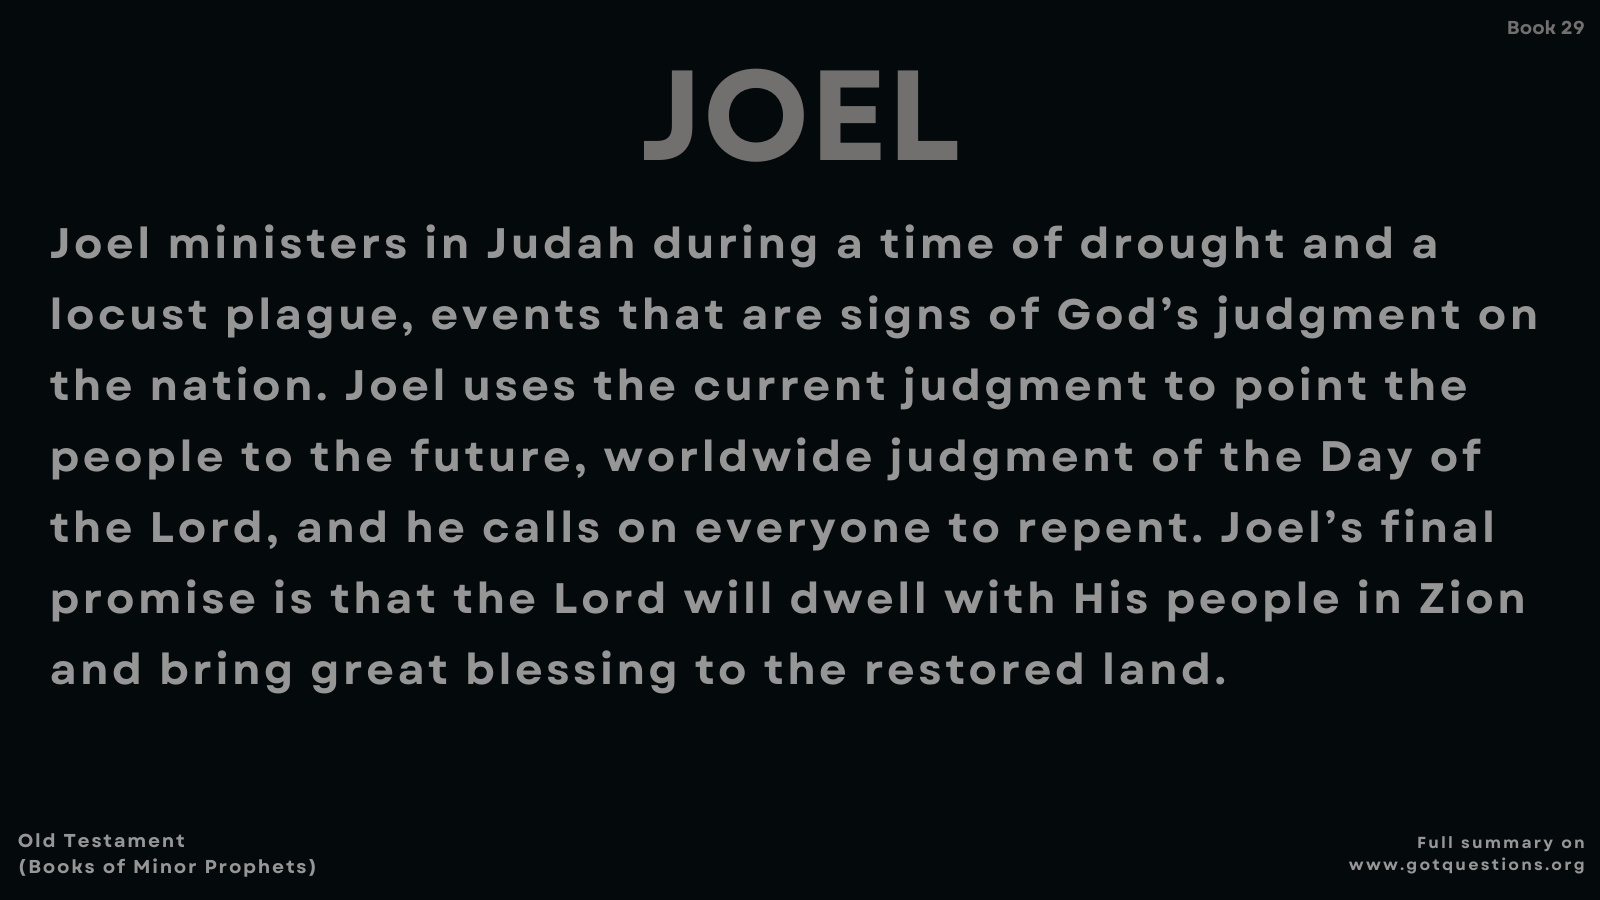 Book 29
JOEL
Joel ministers in Judah during a time of drought and a
locust plague, events that are signs of God’s judgment on
the nation. Joel uses the current judgment to point the
people to the future, worldwide judgment of the Day of
the Lord, and he calls on everyone to repent. Joel’s final
promise is that the Lord will dwell with His people in Zion
and bring great blessing to the restored land.
Old Testament
(Books of Minor Prophets)
Full summary on
www.gotquestions.org